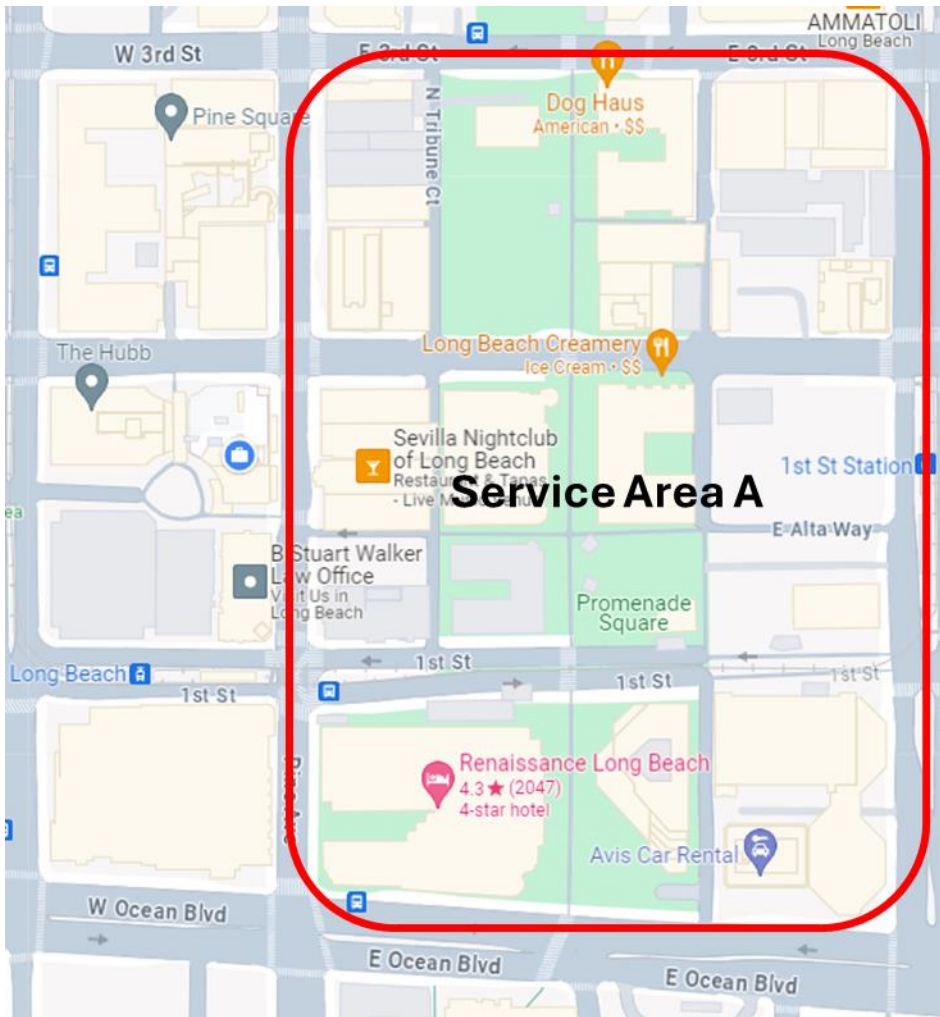 AMMATOLI
Long Beach
W 3rd St
E 3rd St
E 3rd St
Pine Square
N Tribune Ct
Dog Haus
American • $$
The Hubb
Long Beach Creamery
Ice Cream • $$
Sevilla Nightclub
of Long Beach
Restaurant & Tapas
- Live Music Venue
Service Area A
1st St Station
ea
E Alta Way
B Stuart Walker
Law Office
Visit Us in
Long Beach
Promenade
Square
Long Beach
1st St
1st St
1st St
1st St
Pine Ave
Renaissance Long Beach
4.3 ★ (2047)
4-star hotel
Avis Car Rental
W Ocean Blvd
E Ocean Blvd
E Ocean Blvd